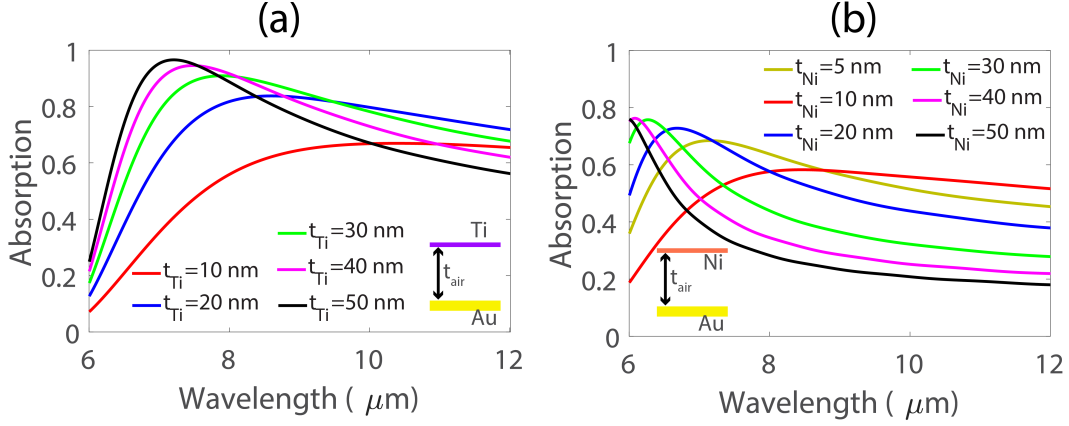 (a)
Absorption
1
0.8
0.6
0.4
0.2
0
6
8
10
12
Wavelength ( μm)
t_Ti=10 nm
t_Ti=20 nm
t_Ti=30 nm
t_Ti=40 nm
t_Ti=50 nm
Ti
t_air
Au
(b)
Absorption
1
0.8
0.6
0.4
0.2
0
6
8
10
12
Wavelength ( μm)
t_Ni=5 nm
t_Ni=10 nm
t_Ni=20 nm
t_Ni=30 nm
t_Ni=40 nm
t_Ni=50 nm
Ni
t_air
Au